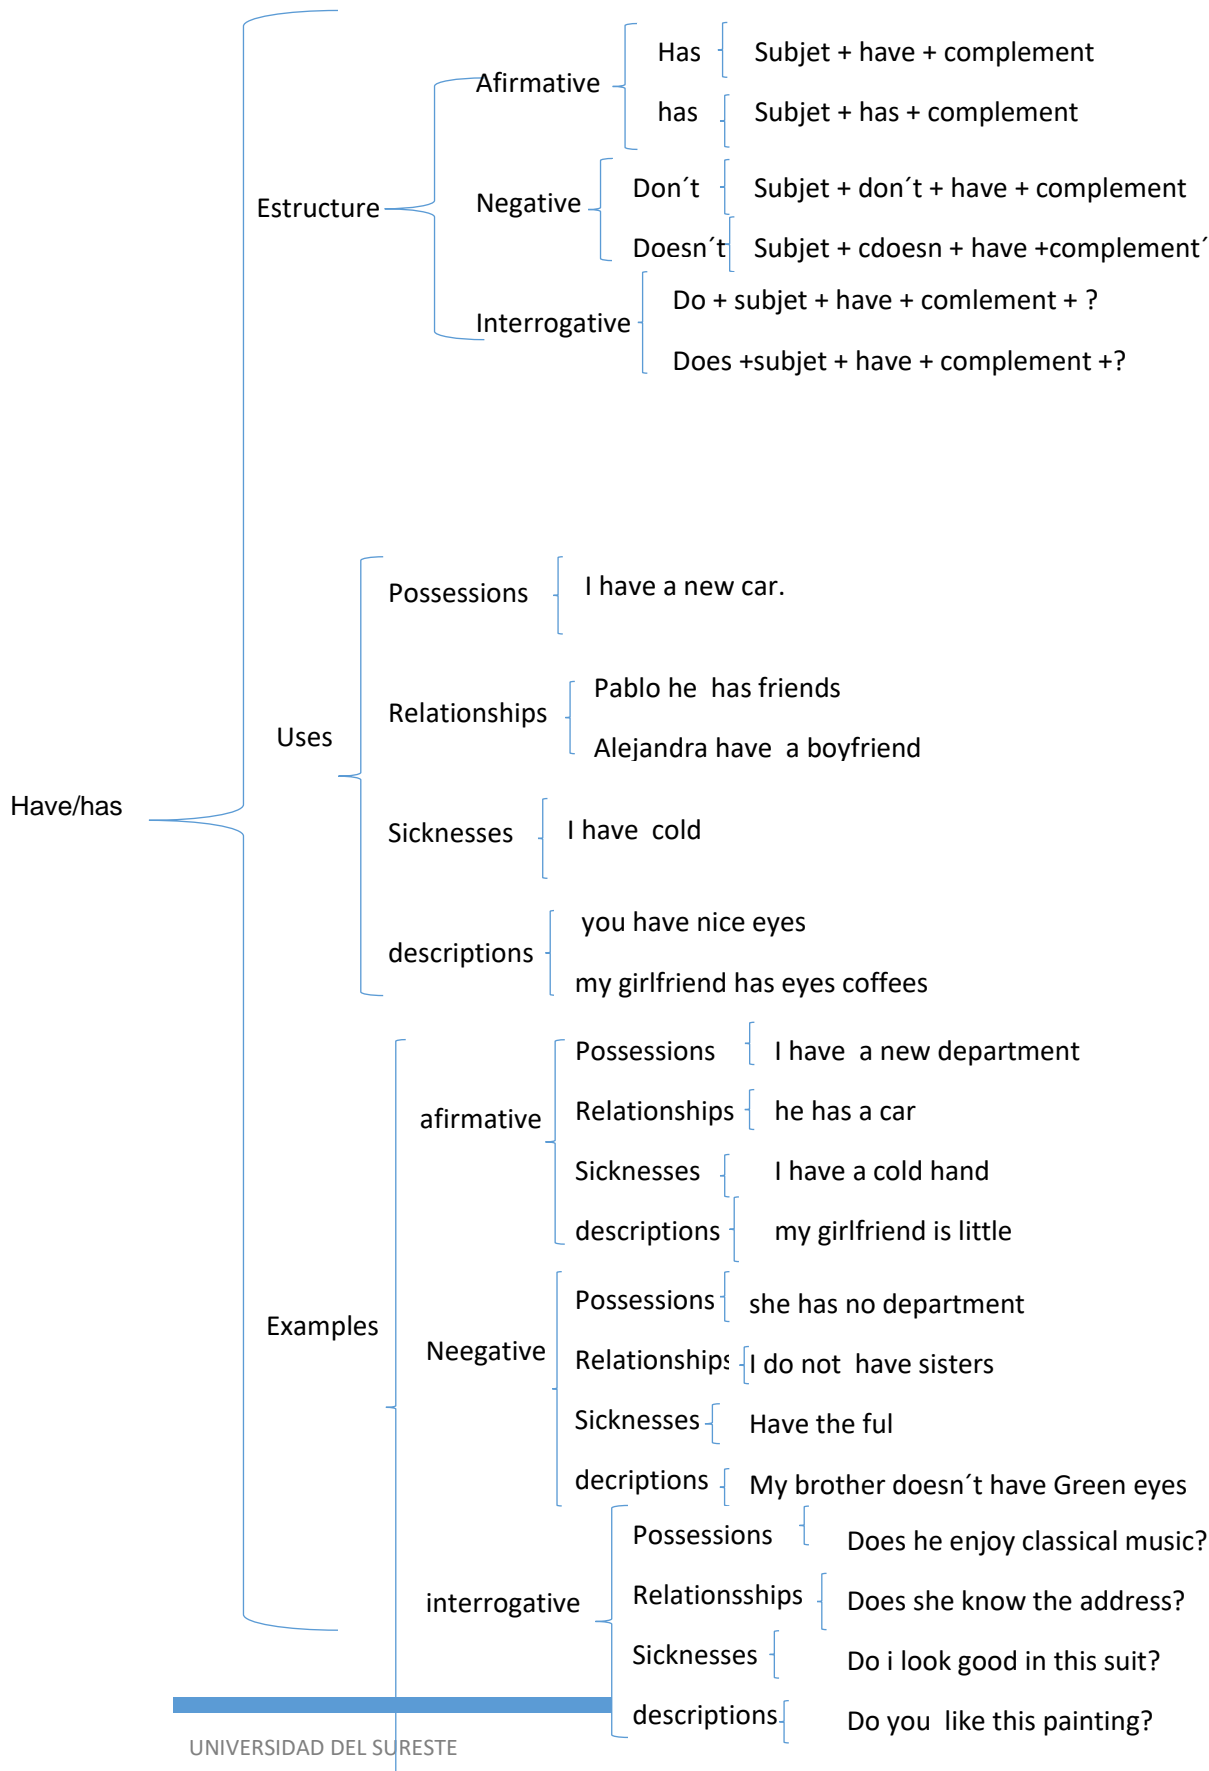 Have/has
Estructure
Afirmative
Has
Subjet + have + complement
has
Subjet + has + complement
Negative
Don´t
Subjet + don´t + have + complement
Doesn´t
Subjet + cdoesn + have +complement´
Interrogative
Do + subjet + have + comlement + ?
Does +subjet + have + complement +?
Uses
Possessions
I have a new car.
Relationships
Pablo he  has friends
Alejandra have  a boyfriend
Sicknesses
I have  cold
descriptions
you have nice eyes
my girlfriend has eyes coffees
Examples
afirmative
Possessions
I have  a new department
Relationships
he has a car
Sicknesses
I have a cold hand
descriptions
my girlfriend is little
Neegative
Possessions
she has no department
Relationships
I do not  have sisters
Sicknesses
Have the ful
decriptions
My brother doesn´t have Green eyes
interrogative
Possessions
Does he enjoy classical music?
Relationsships
Does she know the address?
Sicknesses
Do i look good in this suit?
descriptions
Do you  like this painting?
UNIVERSIDAD DEL SURESTE